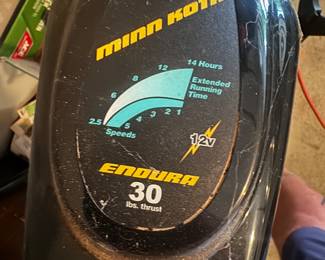 MINN KOTA
14 Hours
12
8
6
2.5
Extended
Running
Time
5 4 3 2 1
Speeds
12V
ENDURA
30
lbs. thrust